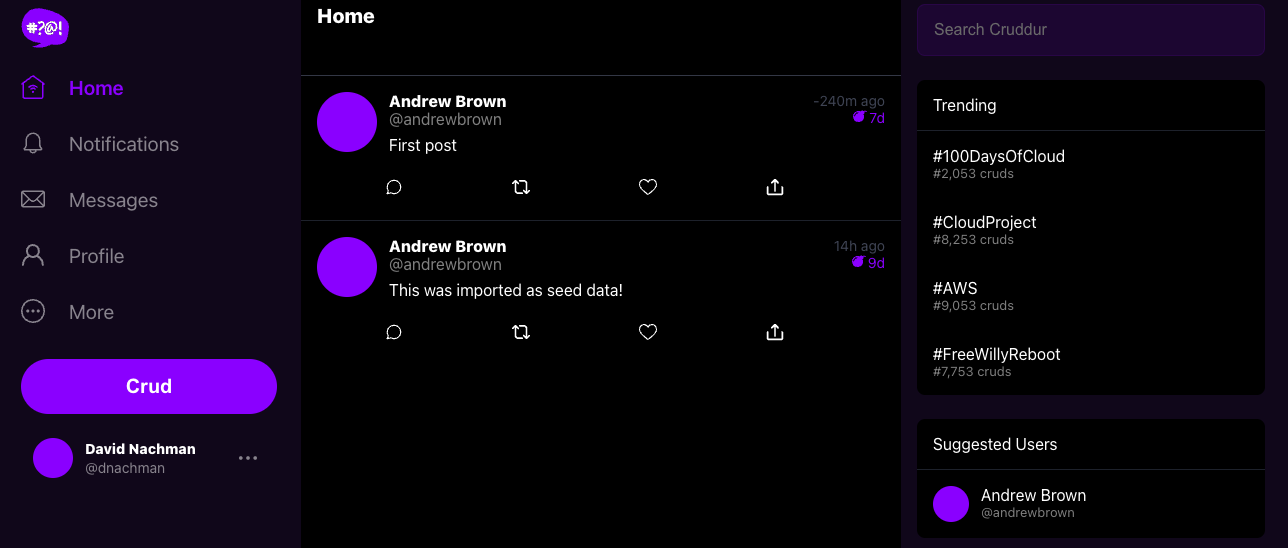 #?@!
Home
Notifications
Messages
Profile
More
Crud
David Nachman
@dnachman
Home
Andrew Brown
-240m ago
@andrewbrown
7d
First post
Andrew Brown
14h ago
@andrewbrown
9d
This was imported as seed data!
Search Cruddur
Trending
#100DaysOfCloud
#2,053 cruds
#CloudProject
#8,253 cruds
#AWS
#9,053 cruds
#FreeWillyReboot
#7,753 cruds
Suggested Users
Andrew Brown
@andrewbrown